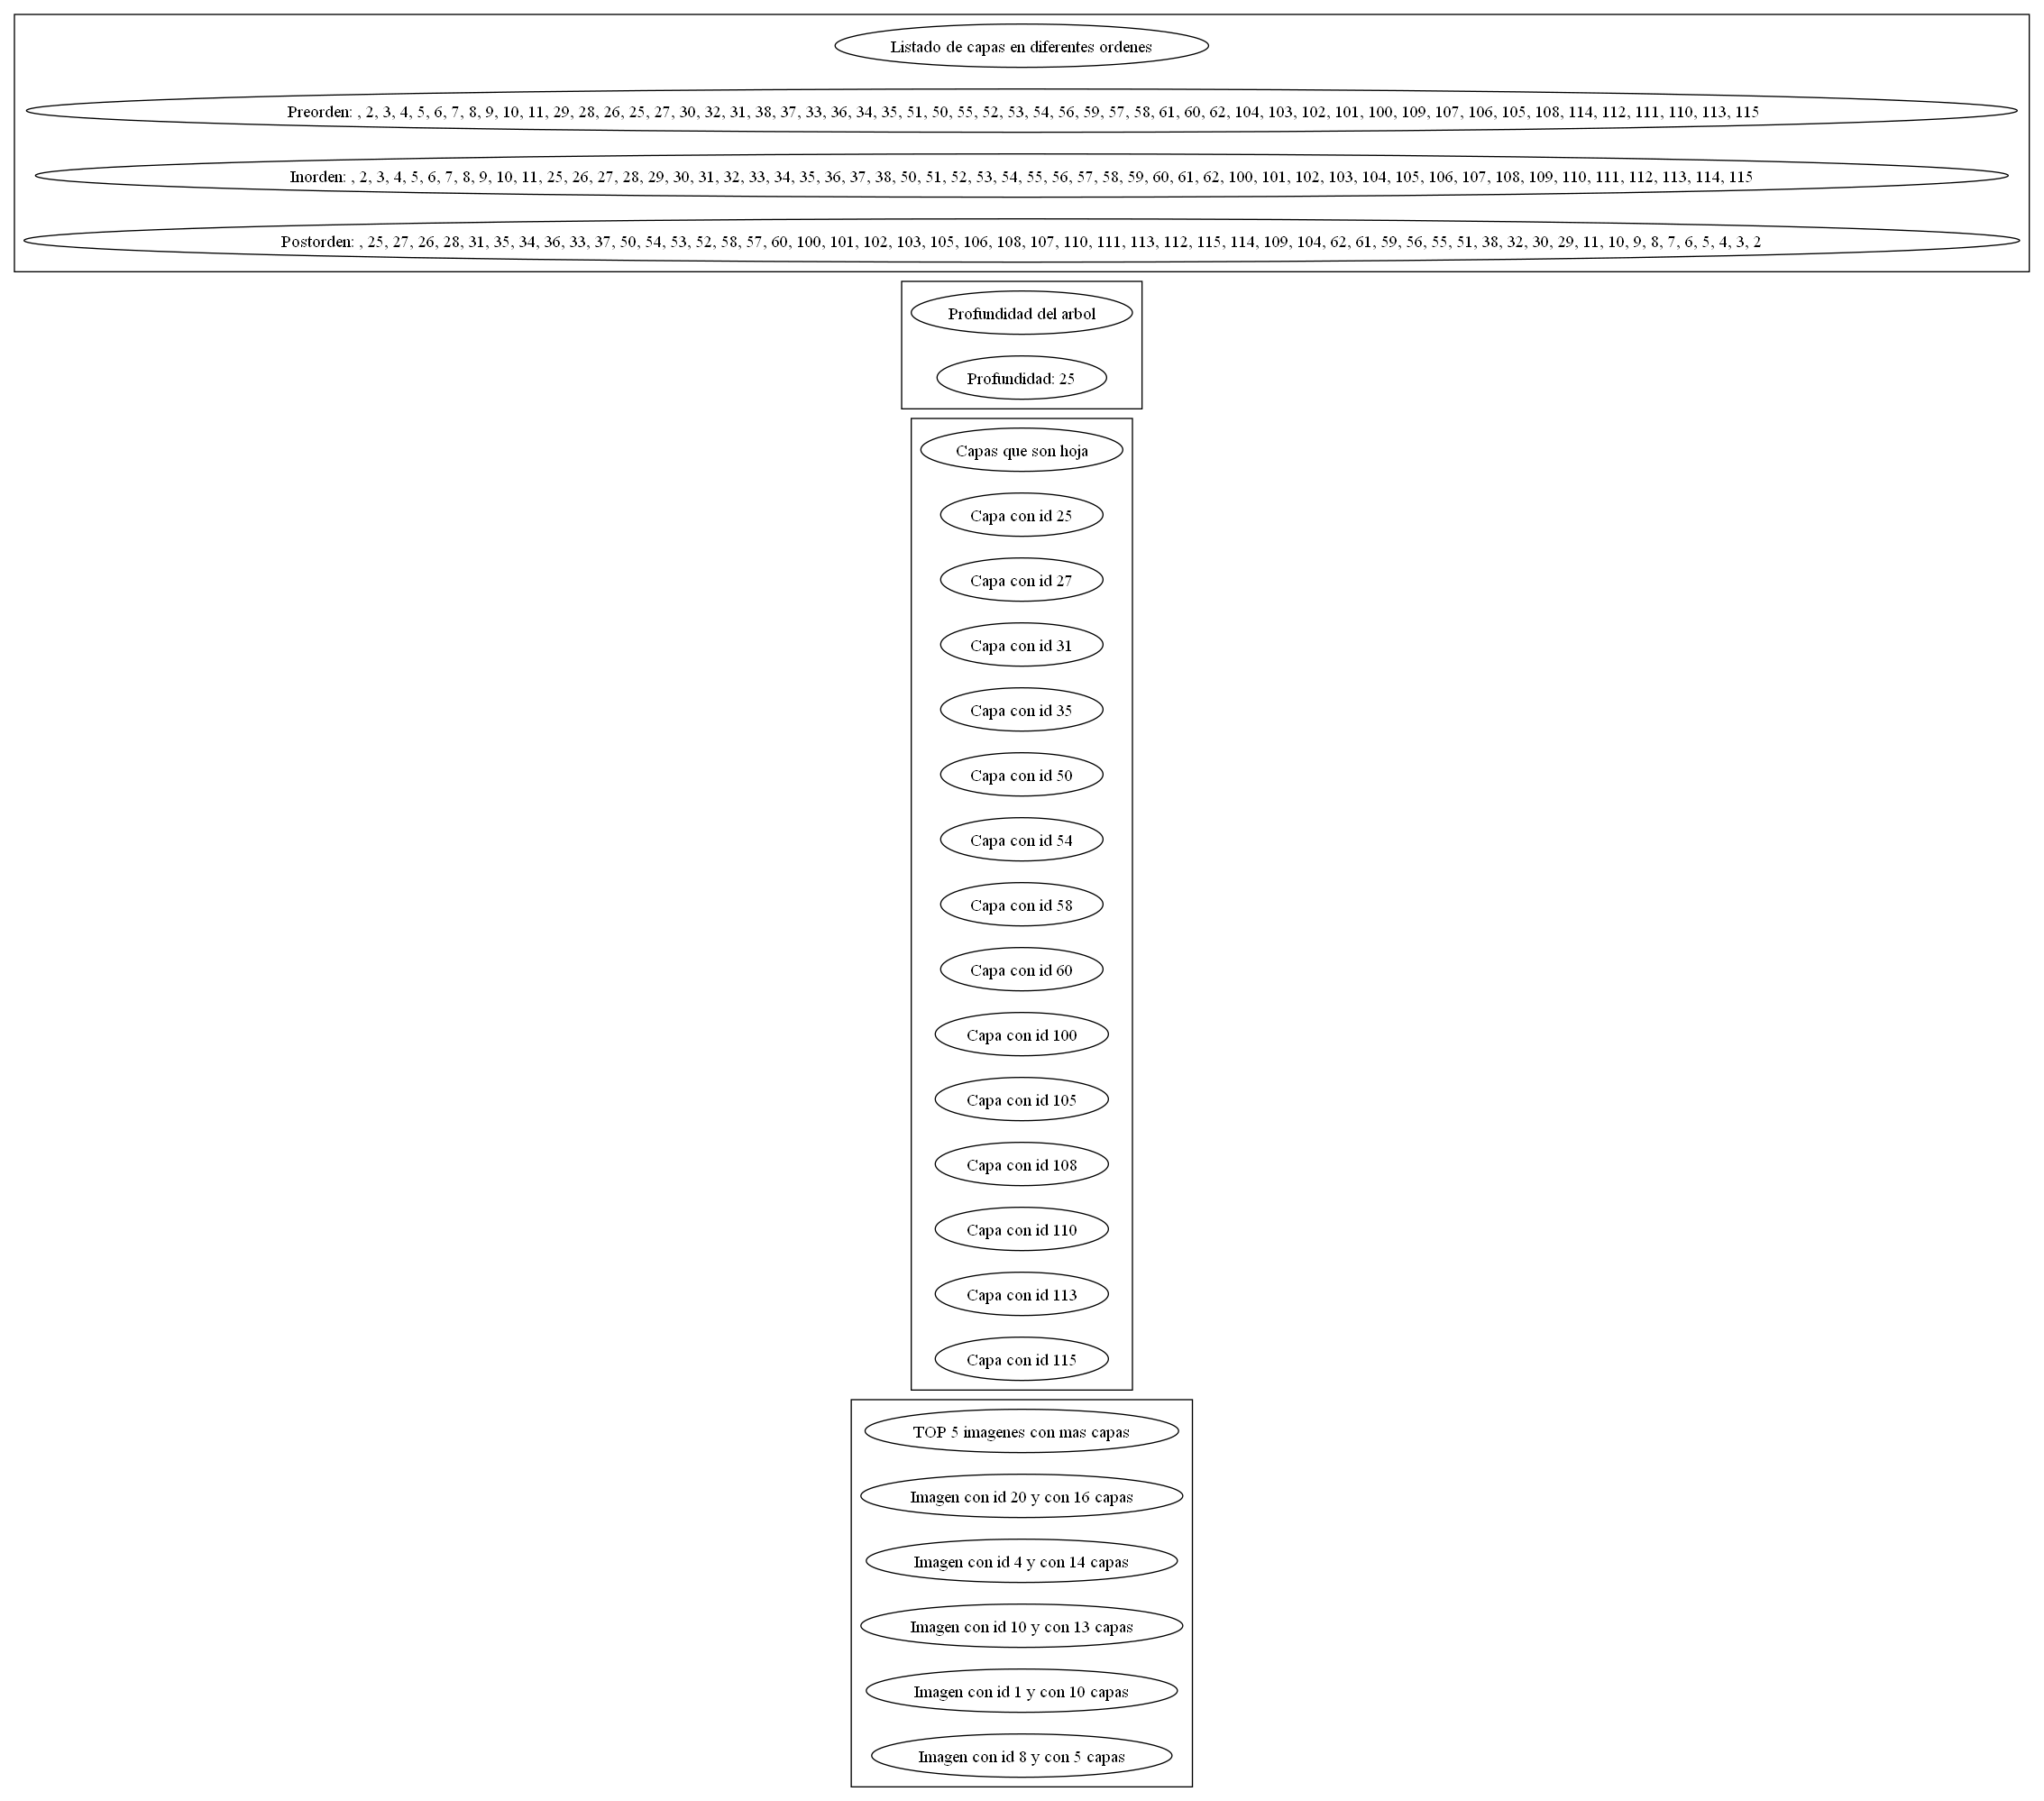 Listado de capas en diferentes ordenes
Preorden: , 2, 3, 4, 5, 6, 7, 8, 9, 10, 11, 29, 28, 26, 25, 27, 30, 32, 31, 38, 37, 33, 36, 34, 35, 51, 50, 55, 52, 53, 54, 56, 59, 57, 58, 61, 60, 62, 104, 103, 102, 101, 100, 109, 107, 106, 105, 108, 114, 112, 111, 110, 113, 115
Inorden: , 2, 3, 4, 5, 6, 7, 8, 9, 10, 11, 25, 26, 27, 28, 29, 30, 31, 32, 33, 34, 35, 36, 37, 38, 50, 51, 52, 53, 54, 55, 56, 57, 58, 59, 60, 61, 62, 100, 101, 102, 103, 104, 105, 106, 107, 108, 109, 110, 111, 112, 113, 114, 115
Postorden: , 25, 27, 26, 28, 31, 35, 34, 36, 33, 37, 50, 54, 53, 52, 58, 57, 60, 100, 101, 102, 103, 105, 106, 108, 107, 110, 111, 113, 112, 115, 114, 109, 104, 62, 61, 59, 56, 55, 51, 38, 32, 30, 29, 11, 10, 9, 8, 7, 6, 5, 4, 3, 2
Profundidad del arbol
Profundidad: 25
Capas que son hoja
Capa con id 25
Capa con id 27
Capa con id 31
Capa con id 35
Capa con id 50
Capa con id 54
Capa con id 58
Capa con id 60
Capa con id 100
Capa con id 105
Capa con id 108
Capa con id 110
Capa con id 113
Capa con id 115
TOP 5 imagenes con mas capas
Imagen con id 20 y con 16 capas
Imagen con id 4 y con 14 capas
Imagen con id 10 y con 13 capas
Imagen con id 1 y con 10 capas
Imagen con id 8 y con 5 capas